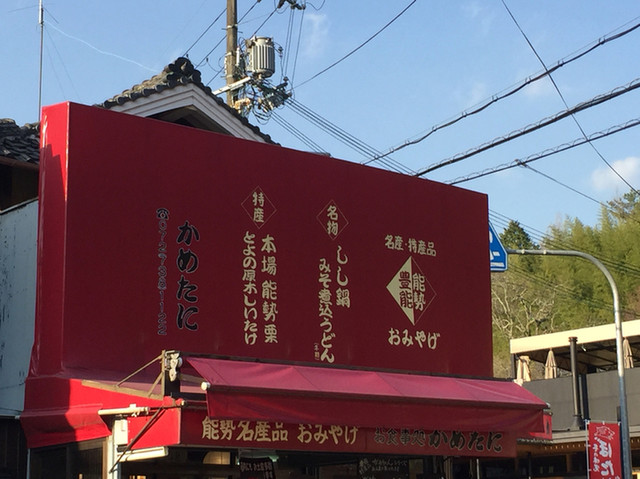 名産・特産品
能勢
豊能
おみやげ
名物
しし鍋
みそ煮込うどん
特産
本場 能勢栗
とよの原木しいたけ
かめたに
能勢名産品 おみやげ
かめたに